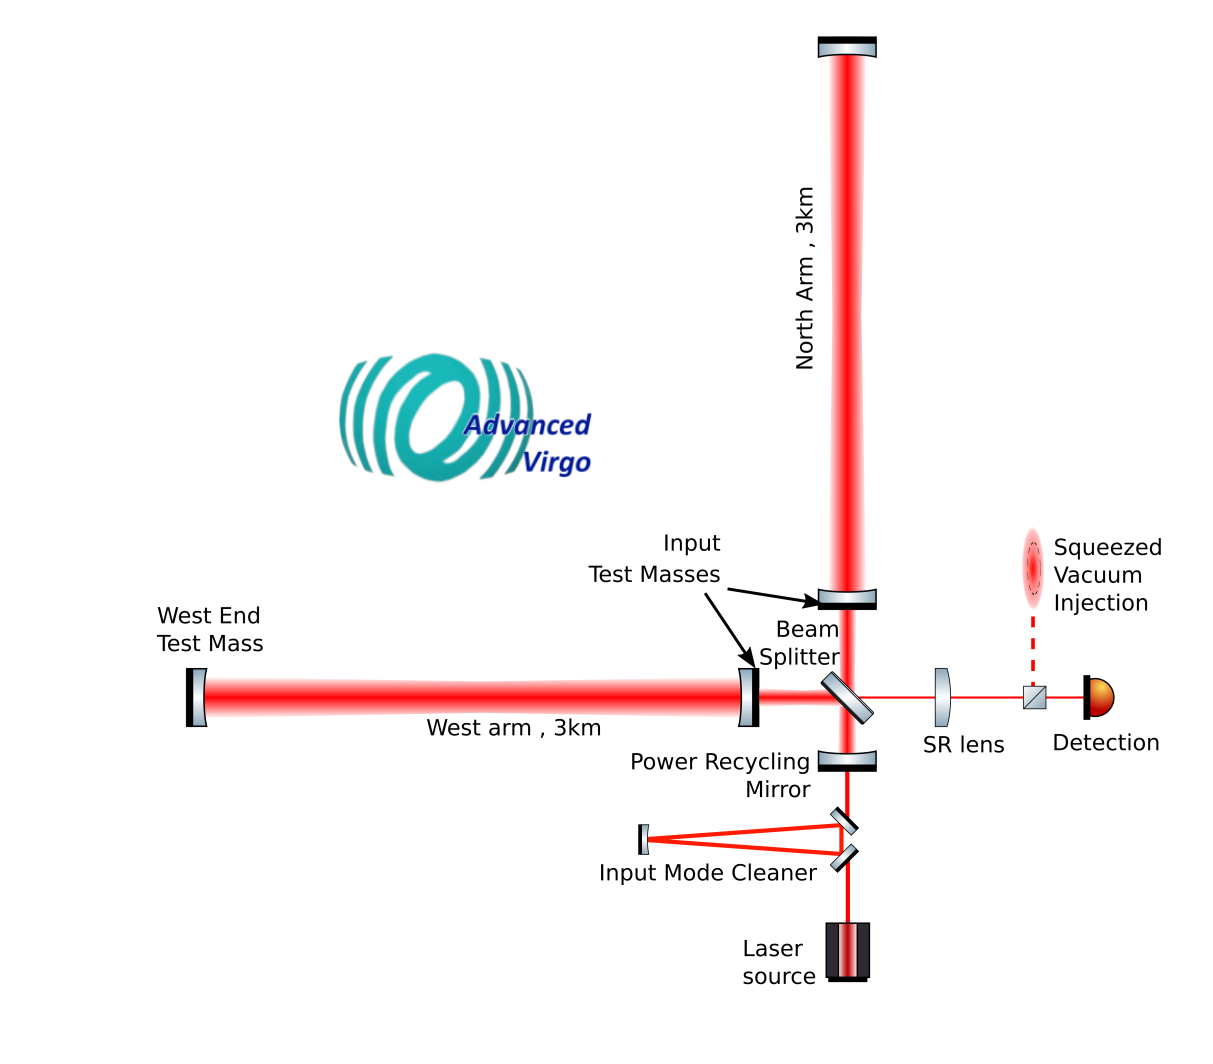 North Arm , 3km
Advanced
Virgo
Input
Test Masses
Squeezed
Vacuum
Injection
West End
Test Mass
Beam
Splitter
West arm , 3km
SR lens
Detection
Power Recycling
Mirror
Input Mode Cleaner
Laser
source